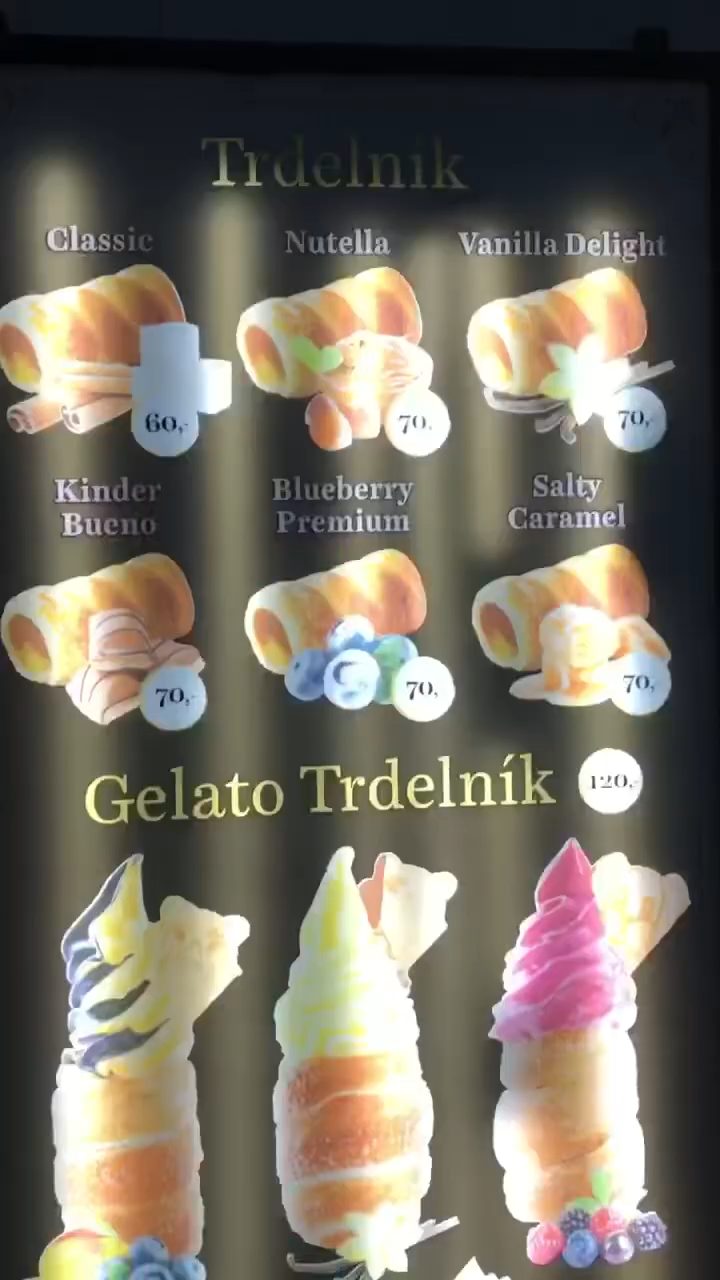 Trdelník
Classic
Nutella
Vanilla Delight
60,-
70,-
70,-
Kinder
Bueno
Blueberry
Premium
Salty
Caramel
70,-
70,
70,
Gelato Trdelník
120,-